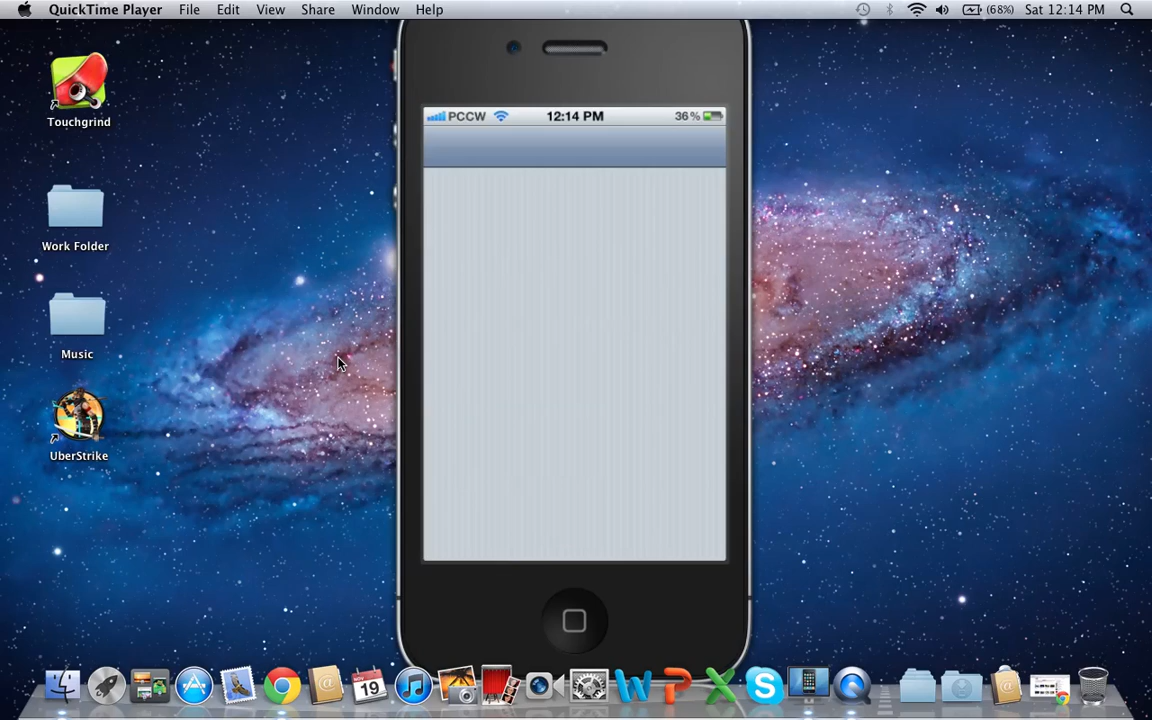 QuickTime Player File Edit View Share Window Help (68%) Sat 12:14 PM
PCCW 12:14 PM 36%
Touchgrind
Work Folder
Music
UberStrike
NOV
19